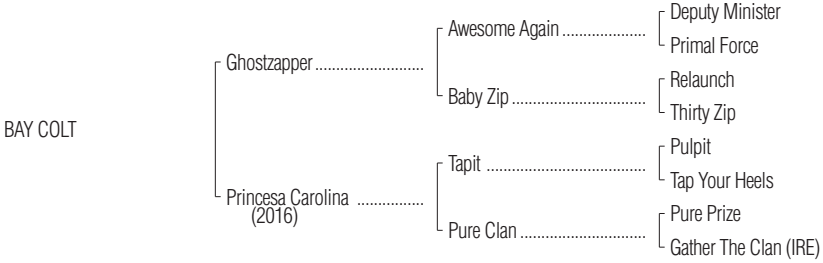 Deputy Minister
Awesome Again ....................
Primal Force
Ghostzapper ..........................
Relaunch
Baby Zip ................................
Thirty Zip
BAY COLT
Pulpit
Tapit ......................................
Tap Your Heels
Princesa Carolina ................
(2016)
Pure Prize
Pure Clan ..............................
Gather The Clan (IRE)